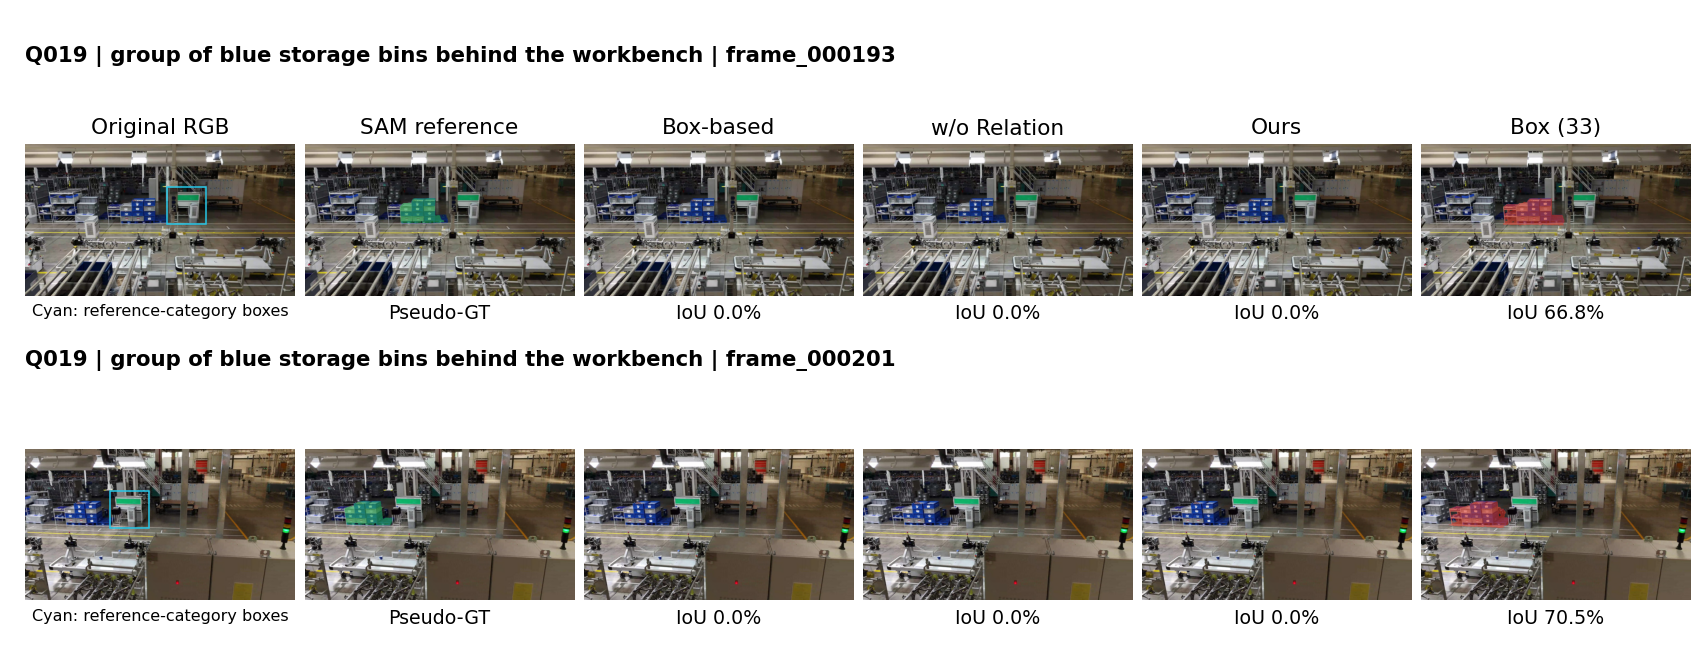 Q019 | group of blue storage bins behind the workbench | frame_000193
Original RGB SAM reference Box-based w/o Relation Ours Box (33)
Cyan: reference-category boxes Pseudo-GT IoU 0.0% IoU 0.0% IoU 0.0% IoU 66.8%
Q019 | group of blue storage bins behind the workbench | frame_000201
Cyan: reference-category boxes Pseudo-GT IoU 0.0% IoU 0.0% IoU 0.0% IoU 70.5%